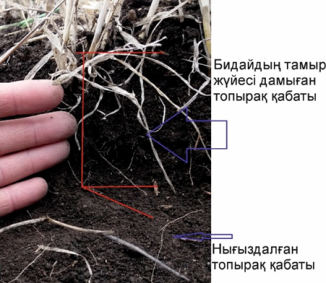 Бидайдың тамыр
жүйесі дамыған
топырақ қабаты
Нығыздалған
топырақ қабаты